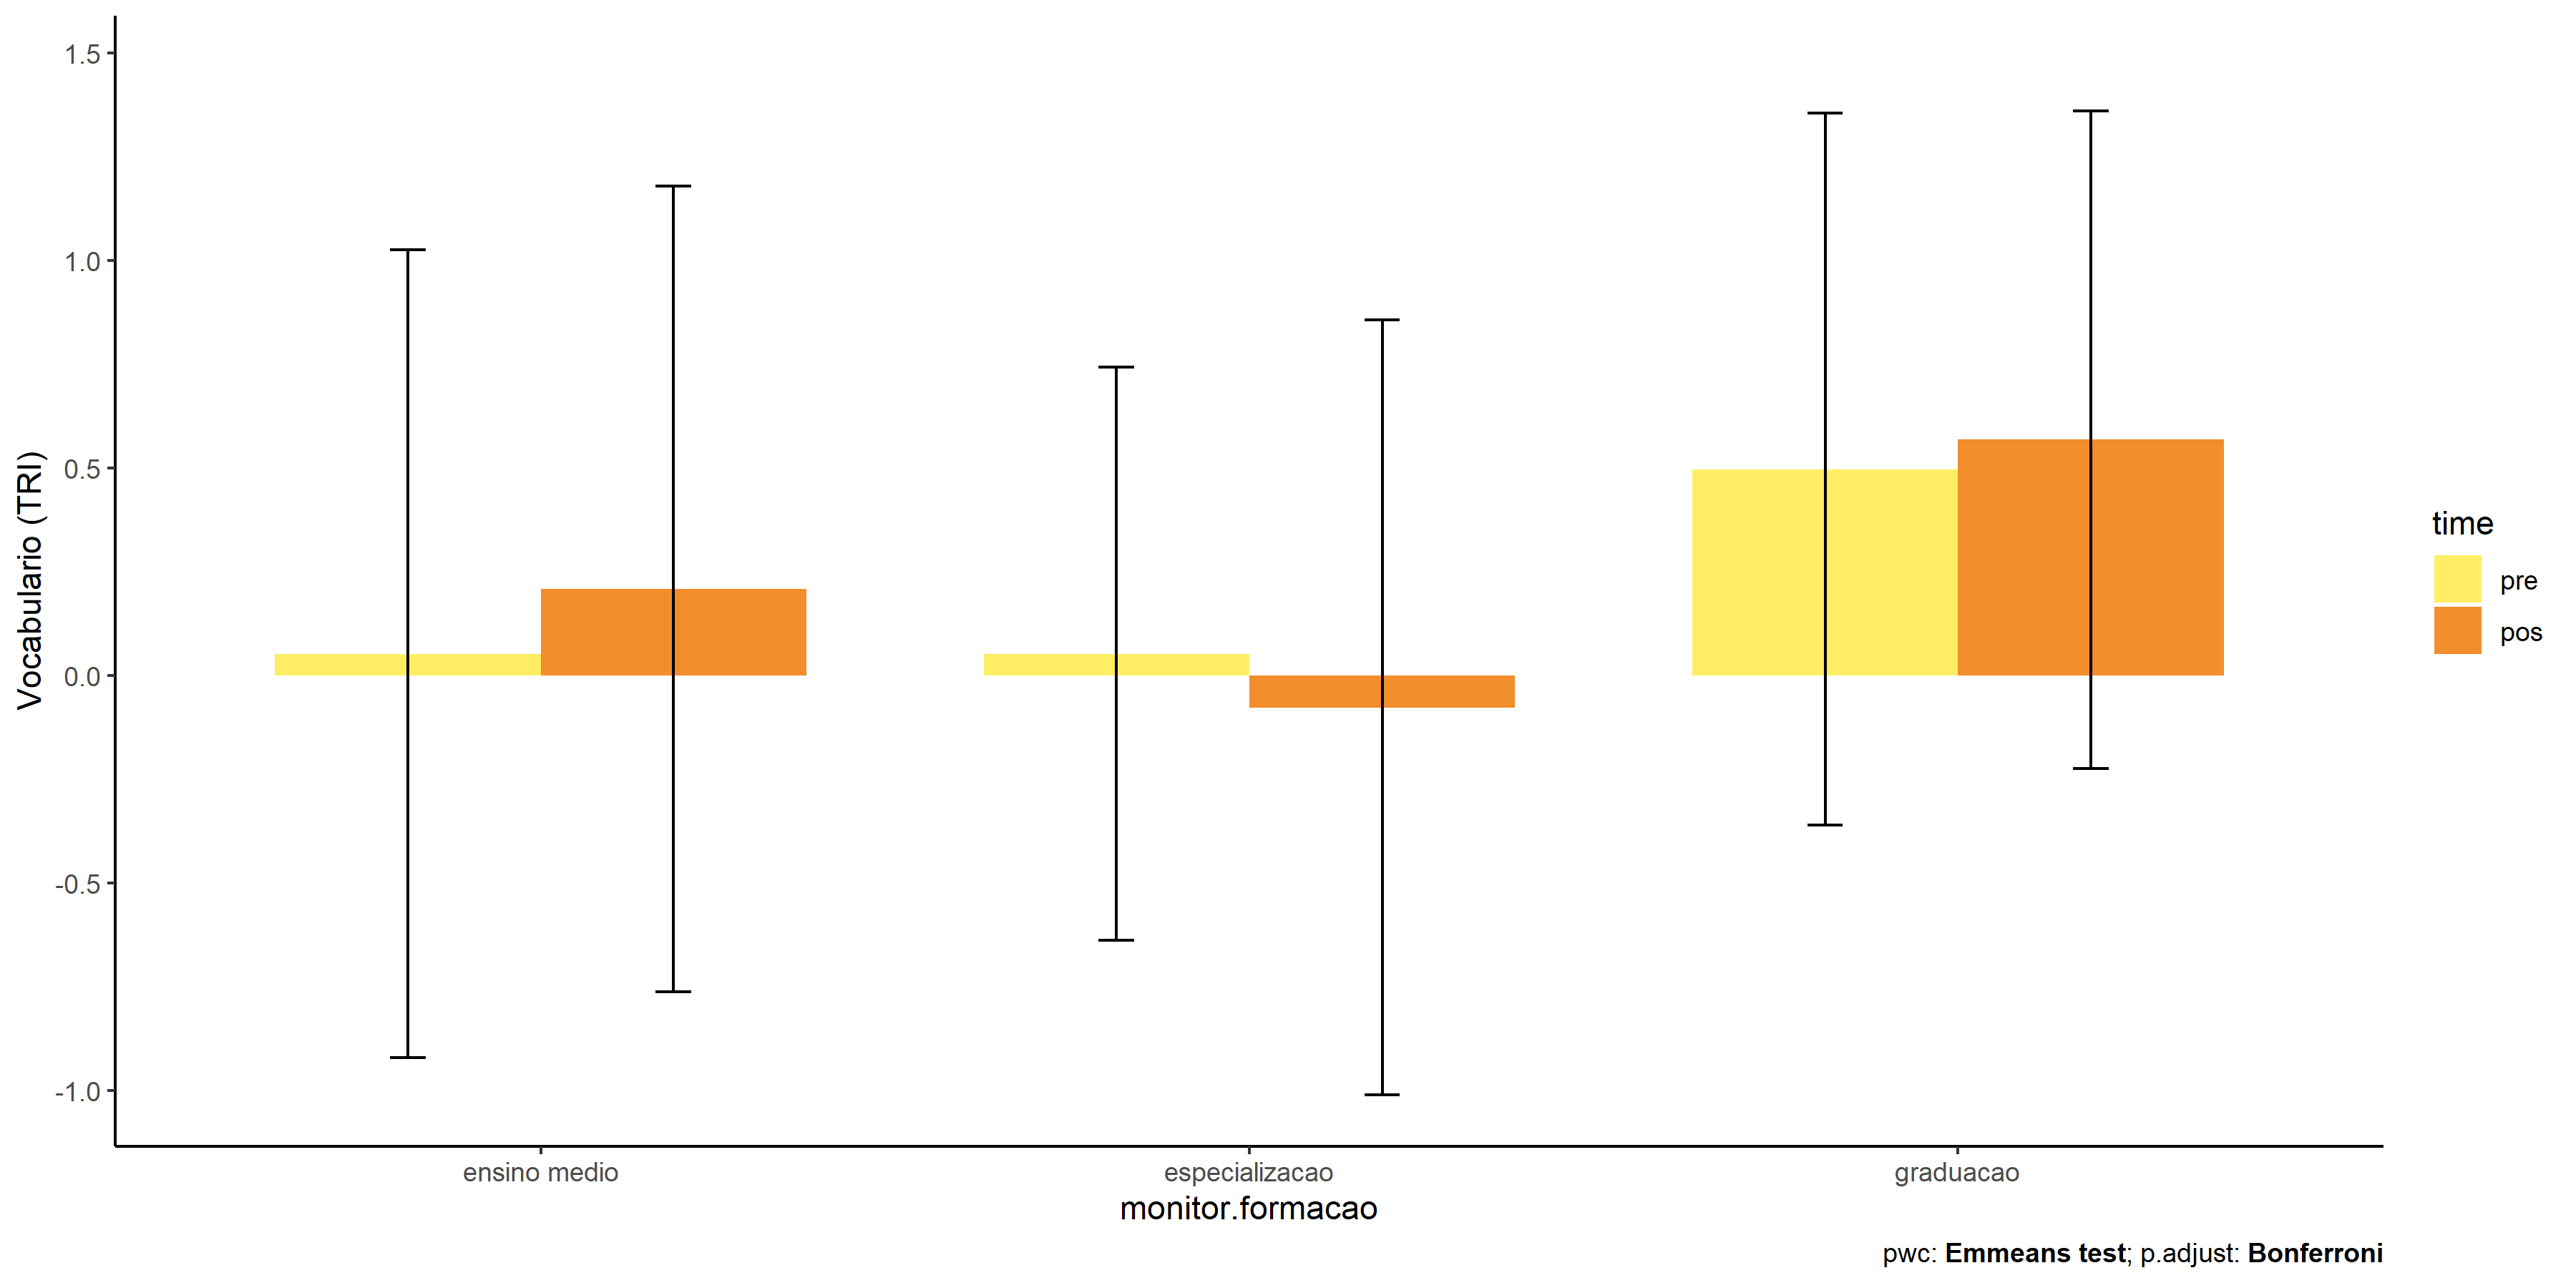 Vocabulario (TRI)
1.5
1.0
0.5
0.0
-0.5
-1.0
ensino medio
especializacao
graduacao
monitor.formacao
time
pre
pos
pwc: Emmeans test; p.adjust: Bonferroni